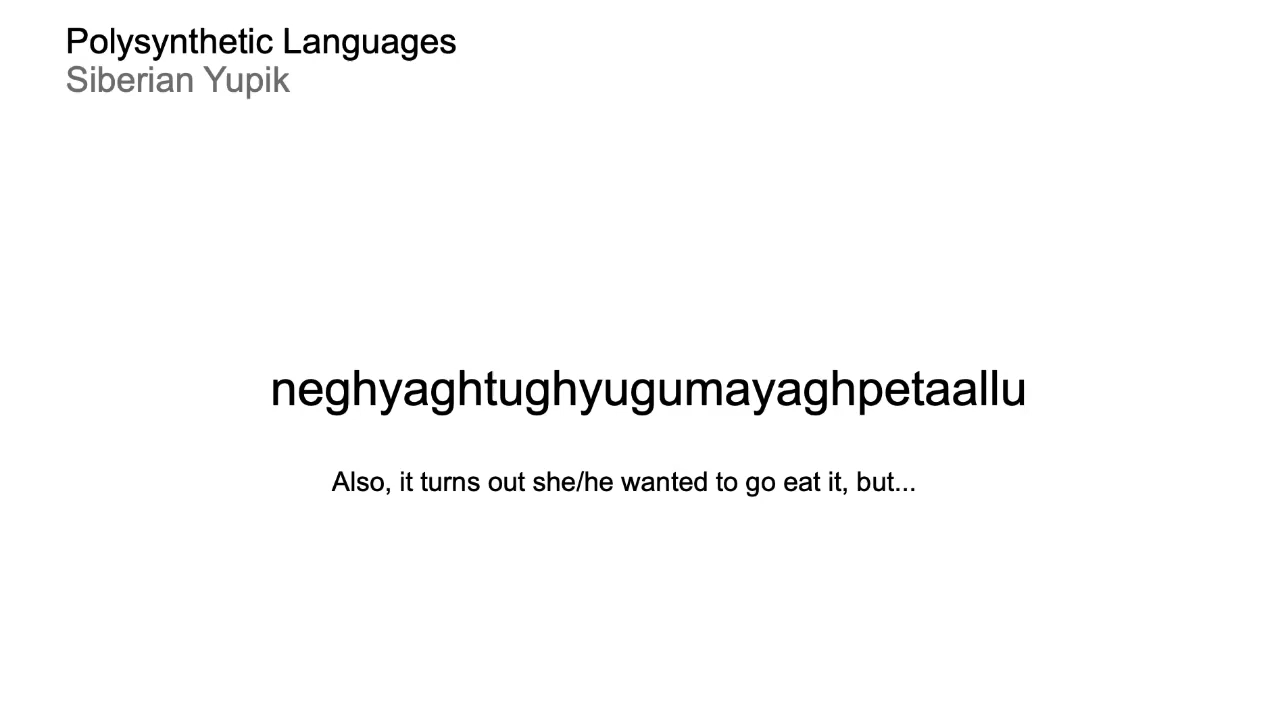 Polysynthetic Languages
Siberian Yupik
neghyaghtughyugumayaghpetaallu
Also, it turns out she/he wanted to go eat it, but...